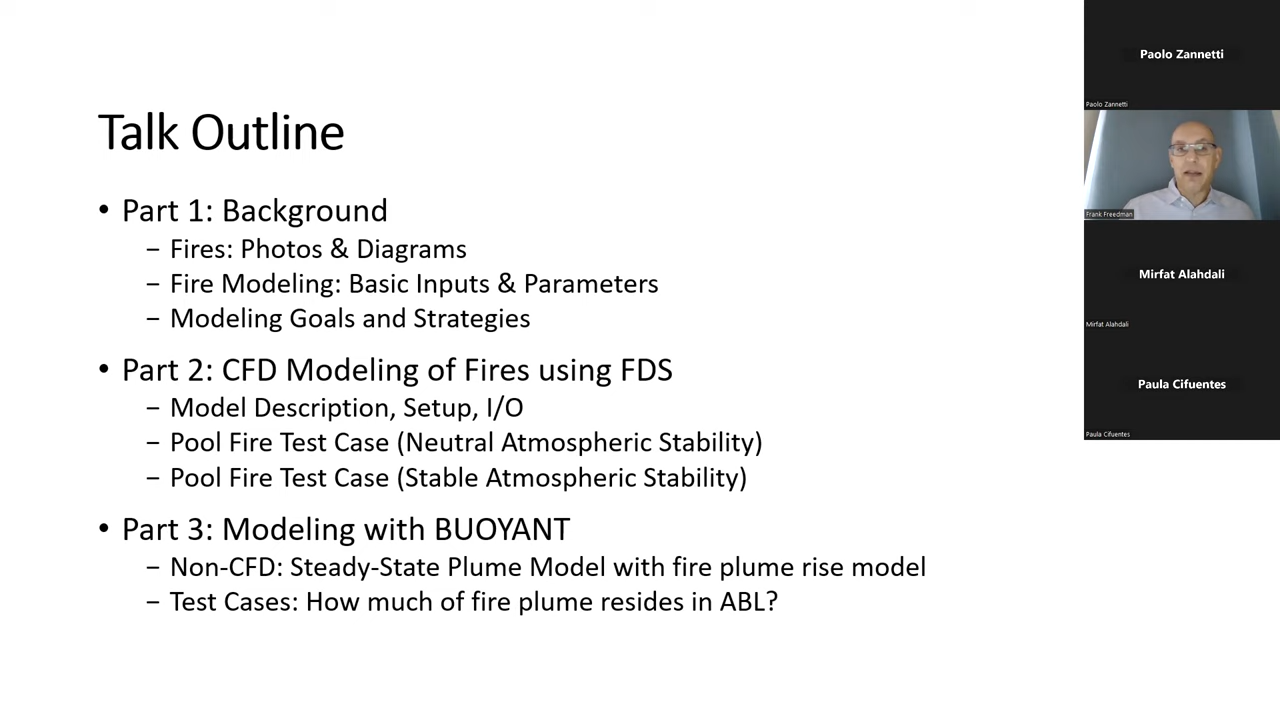 Talk Outline
• Part 1: Background
– Fires: Photos & Diagrams
– Fire Modeling: Basic Inputs & Parameters
– Modeling Goals and Strategies
• Part 2: CFD Modeling of Fires using FDS
– Model Description, Setup, I/O
– Pool Fire Test Case (Neutral Atmospheric Stability)
– Pool Fire Test Case (Stable Atmospheric Stability)
• Part 3: Modeling with BUOYANT
– Non-CFD: Steady-State Plume Model with fire plume rise model
– Test Cases: How much of fire plume resides in ABL?
Paolo Zannetti
Paolo Zannetti
Frank Freedman
Mirfat Alahdali
Mirfat Alahdali
Paula Cifuentes
Paula Cifuentes